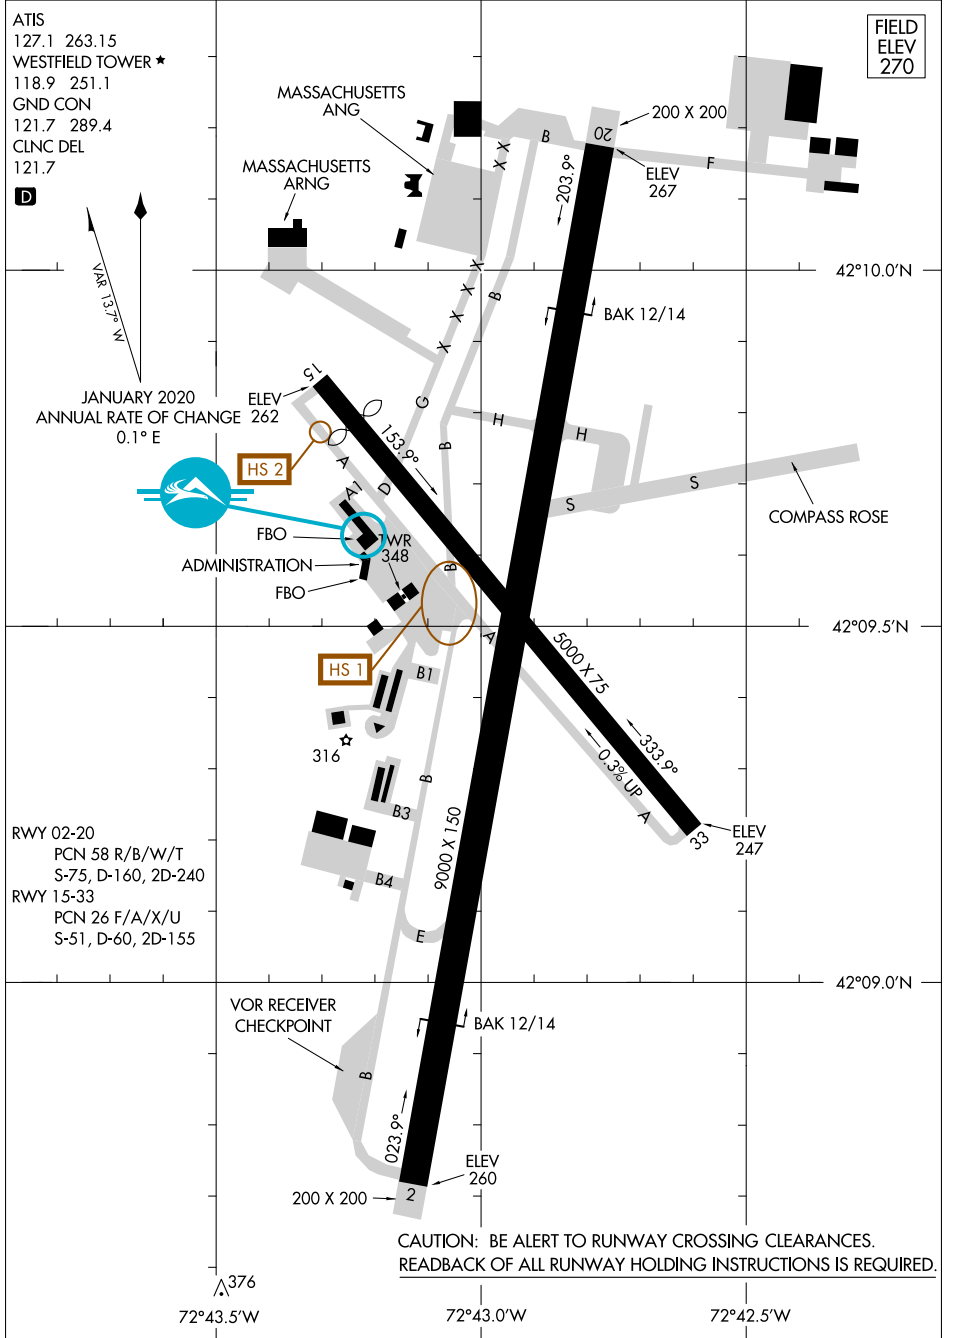 ATIS
127.1 263.15
WESTFIELD TOWER ★
118.9 251.1
GND CON
121.7 289.4
CLNC DEL
121.7
D
FIELD
ELEV
270
MASSACHUSETTS
ANG
MASSACHUSETTS
ARNG
B
20
200 X 200
ELEV
267
F
203.9°
X
X
VAR 13.7° W
JANUARY 2020
ANNUAL RATE OF CHANGE
0.1° E
42°10.0'N
X
X
X
X
B
BAK 12/14
15
ELEV
262
G
153.9°
B
H
H
HS 2
A
D
A1
S
S
COMPASS ROSE
FBO
TWR
348
ADMINISTRATION
FBO
B
42°09.5'N
A
HS 1
B1
5000 X 75
316
333.9°
0.3% UP
B
B3
A
33
ELEV
247
RWY 02-20
PCN 58 R/B/W/T
S-75, D-160, 2D-240
RWY 15-33
PCN 26 F/A/X/U
S-51, D-60, 2D-155
9000 X 150
B4
E
42°09.0'N
VOR RECEIVER
CHECKPOINT
BAK 12/14
B
023.9°
ELEV
260
200 X 200
2
CAUTION: BE ALERT TO RUNWAY CROSSING CLEARANCES.
READBACK OF ALL RUNWAY HOLDING INSTRUCTIONS IS REQUIRED.
376
72°43.5'W
72°43.0'W
72°42.5'W